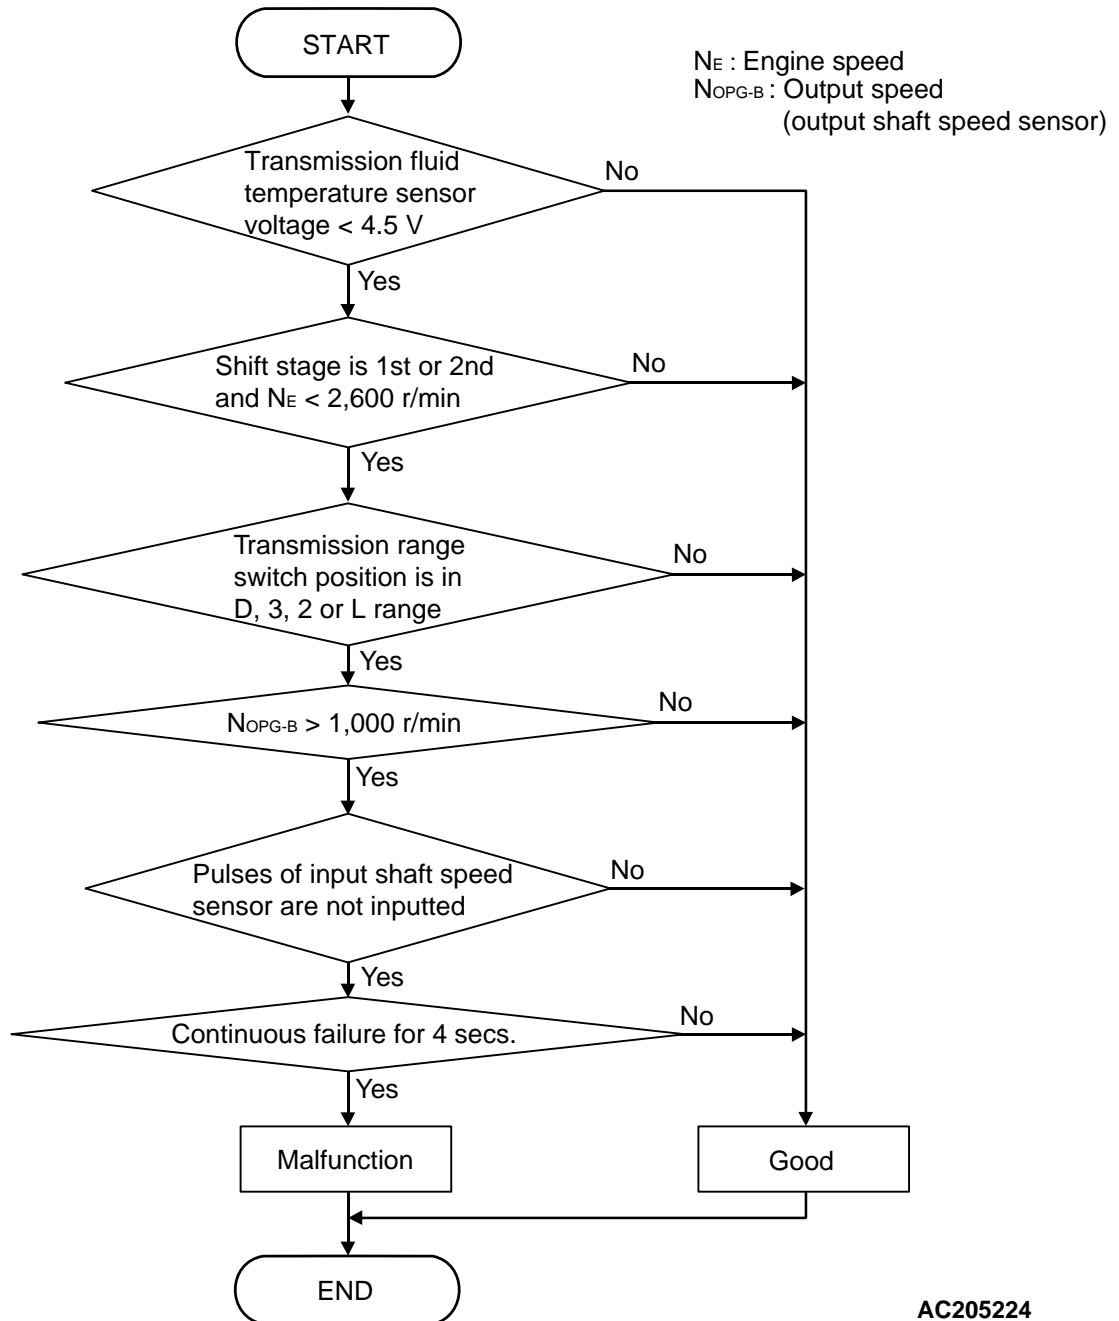 START
NE : Engine speed
NOPG-B : Output speed
(output shaft speed sensor)
Transmission fluid
temperature sensor
voltage < 4.5 V
No
Yes
Shift stage is 1st or 2nd
and NE < 2,600 r/min
No
Yes
Transmission range
switch position is in
D, 3, 2 or L range
No
Yes
NOPG-B > 1,000 r/min
No
Yes
Pulses of input shaft speed
sensor are not inputted
No
Yes
Continuous failure for 4 secs.
No
Yes
Malfunction
Good
END
AC205224